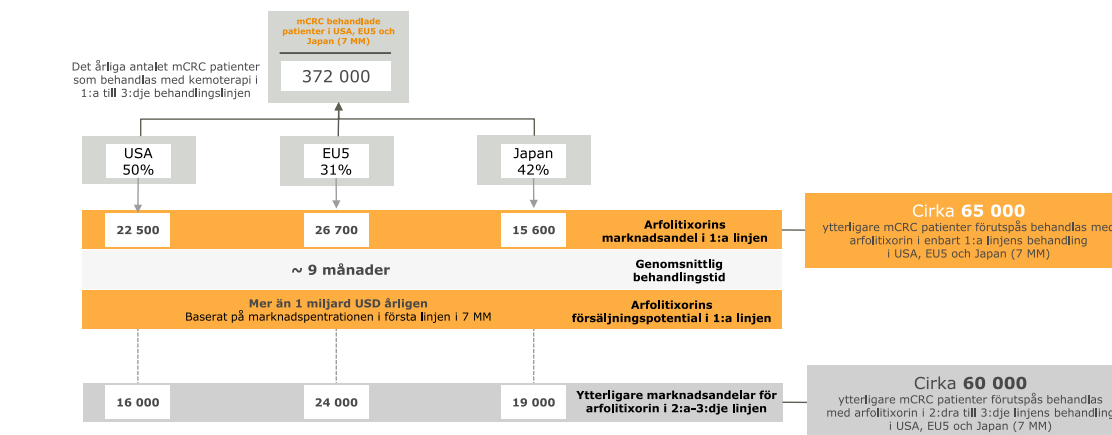 mCRC behandlade
patienter i USA, EU5 och
Japan (7 MM)
372 000
Det årliga antalet mCRC patienter
som behandlas med kemoterapi i
1:a till 3:dje behandlingslinjen
USA
50%
EU5
31%
Japan
42%
22 500
26 700
15 600
Arfolitixorins
marknadsandel i 1:a linjen
Cirka 65 000
ytterligare mCRC patienter förutspås behandlas med
arfolitixorin i enbart 1:a linjens behandling
i USA, EU5 och Japan (7 MM)
~ 9 månader
Genomsnittlig
behandlingstid
Mer än 1 miljard USD årligen
Baserat på marknadspentrationen i första linjen i 7 MM
Arfolitixorins
försäljningspotential i 1:a linjen
16 000
24 000
19 000
Ytterligare marknadsandelar för
arfolitixorin i 2:a-3:dje linjen
Cirka 60 000
ytterligare mCRC patienter förutspås behandlas
med arfolitixorin i 2:dra till 3:dje linjens behandling
i USA, EU5 och Japan (7 MM)